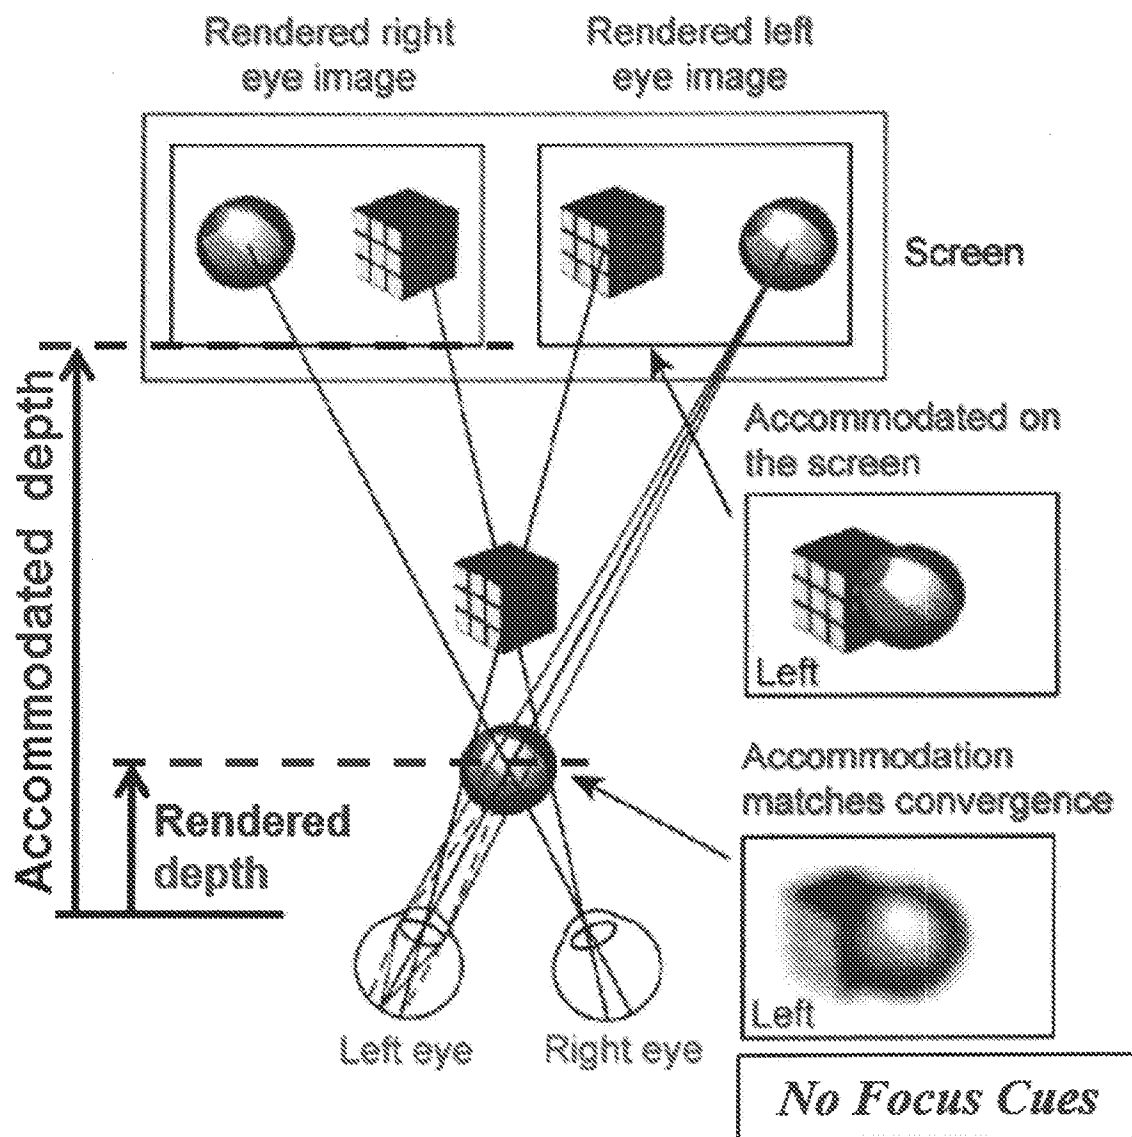 Rendered right
eye image
Rendered left
eye image
Screen
Accommodated depth
Accommodated on
the screen
Left
Rendered
depth
Accommodation
matches convergence
Left
Left eye
Right eye
No Focus Cues